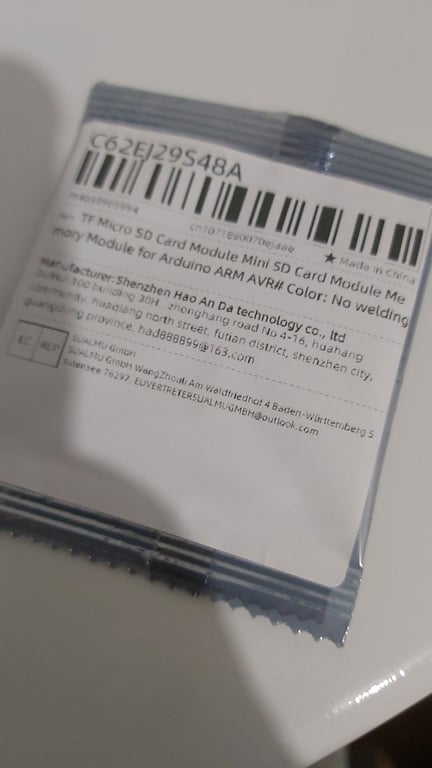 C62EJ29S48A
cn1071890070ejaae
★ Made in China
TF Micro SD Card Module Mini SD Card Module Me
mory Module for Arduino ARM AVR# Color: No welding
Manufacturer:Shenzhen Hao An Da technology co., ltd
building 30H, zhonghang road No 4-16, huahang
community, huaqiang north street, futian district, shenzhen city,
guangdong province, had888899@163.com
EC REP
SUALMU GmbH
SUALMU GmbH WangZhouli Am Waldfriedhof 4 Baden-Württemberg S
tutensee 76297 EUVERTRETERSUALMUGMBH@outlook.com